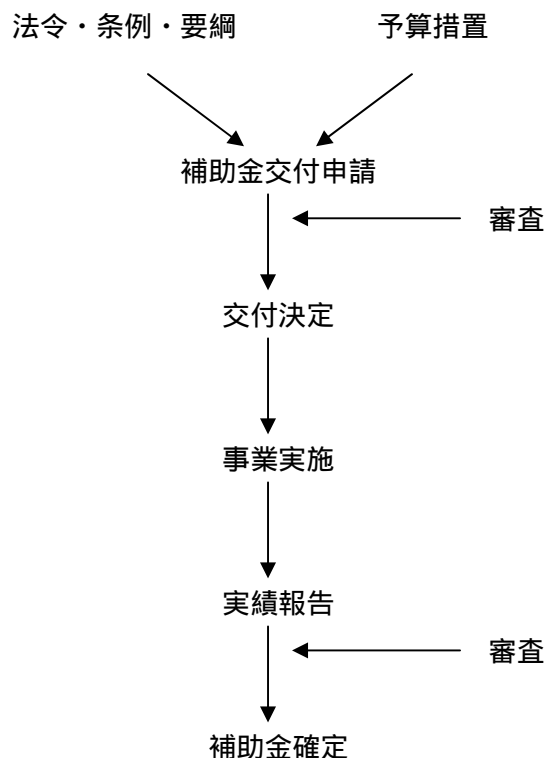 法令・条例・要綱
予算措置
補助金交付申請
審査
交付決定
事業実施
実績報告
審査
補助金確定